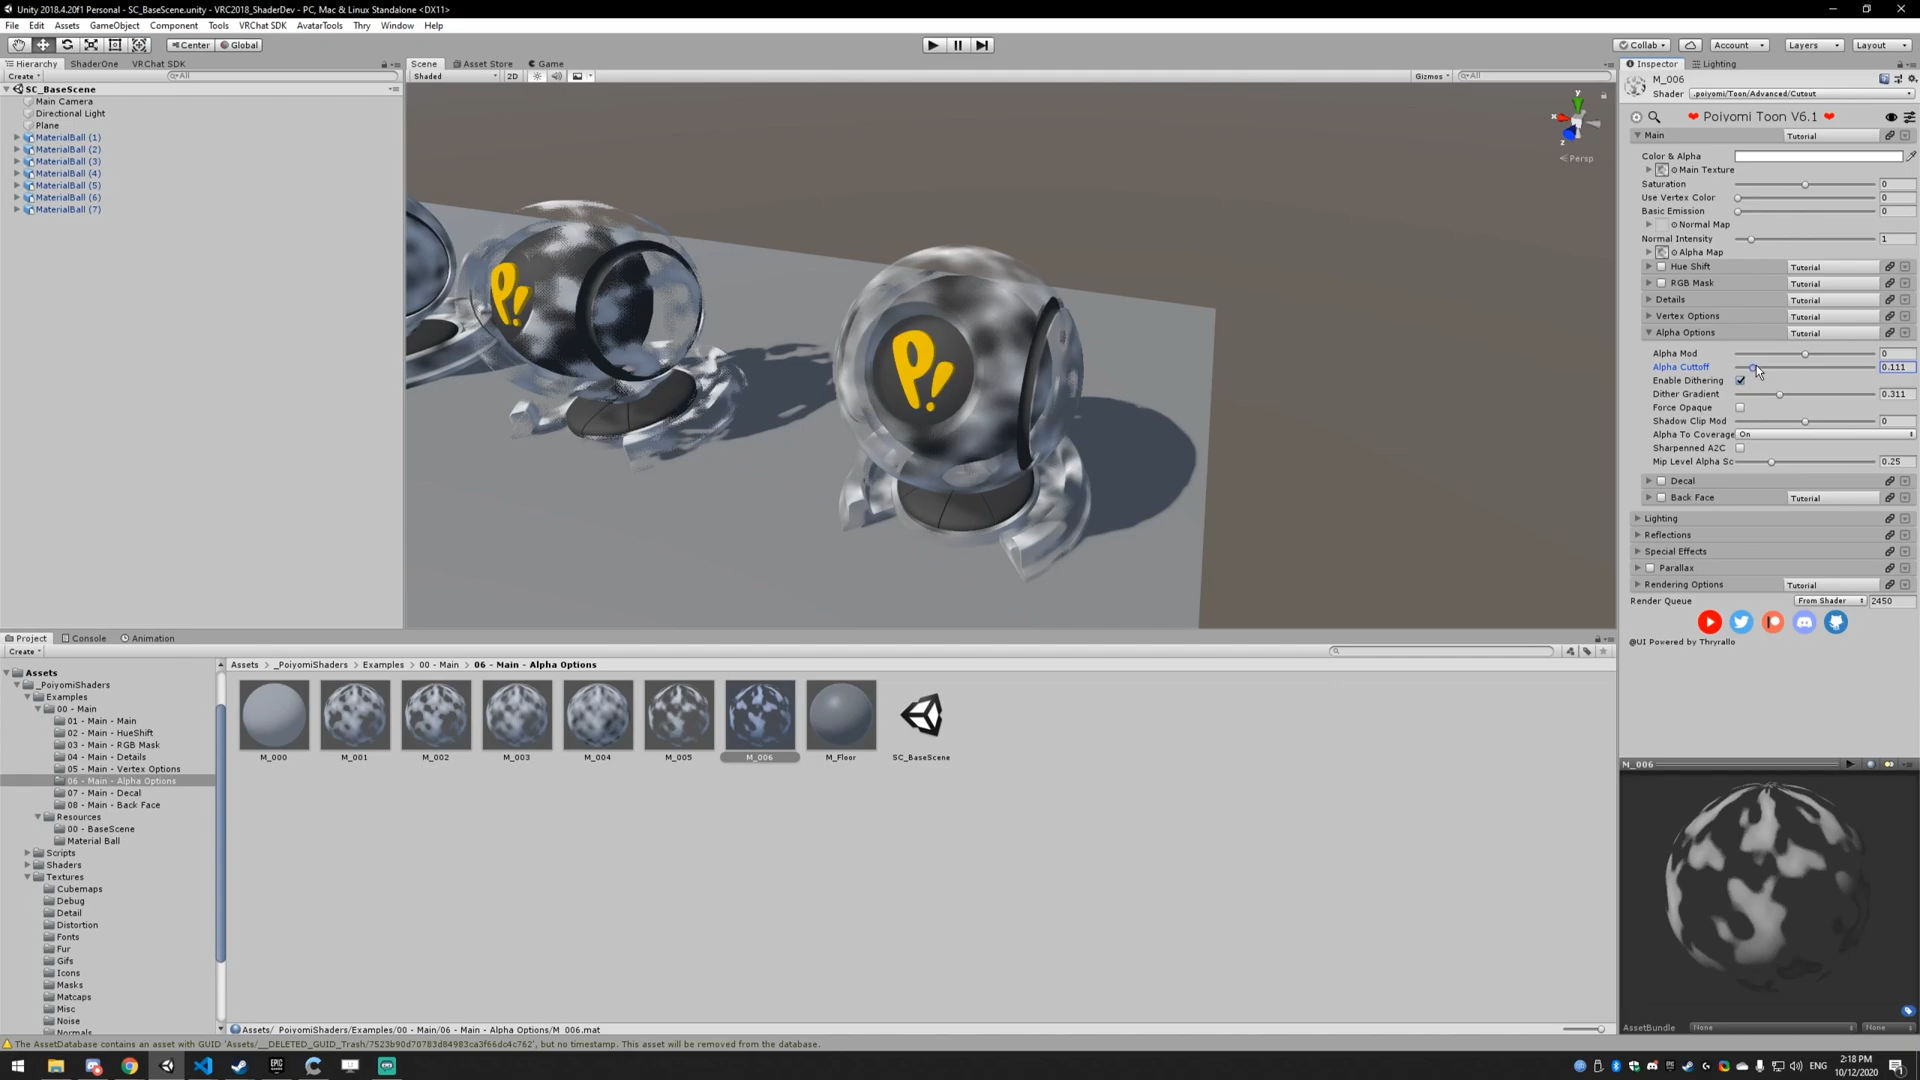 Unity 2018.4.20f1 Personal - SC_BaseScene.unity - VRC2018_ShaderDev - PC, Mac & Linux Standalone <DX11>
File Edit Assets GameObject Component Tools VRChat SDK AvatarTools Thry Window Help
Center Global Collab Account Layers Layout
Hierarchy ShaderOne VRChat SDK
Create All
SC_BaseScene
Main Camera
Directional Light
Plane
MaterialBall (1)
MaterialBall (2)
MaterialBall (3)
MaterialBall (4)
MaterialBall (5)
MaterialBall (6)
MaterialBall (7)
Scene Asset Store Game
Shaded 2D Gizmos All
y
x
z
Persp
P!
P!
Inspector Lighting
M_006
Shader .poiyomi/Toon/Advanced/Cutout
Poiyomi Toon V6.1
Main Tutorial
Color & Alpha
Main Texture
Saturation 0
Use Vertex Color 0
Basic Emission 0
Normal Map
Normal Intensity 1
Alpha Map
Hue Shift Tutorial
RGB Mask Tutorial
Details Tutorial
Vertex Options Tutorial
Alpha Options Tutorial
Alpha Mod 0
Alpha Cuttoff 0.111
Enable Dithering
Dither Gradient 0.311
Force Opaque
Shadow Clip Mod 0
Alpha To Coverage On
Sharpenned A2C
Mip Level Alpha Sc 0.25
Decal
Back Face Tutorial
Lighting
Reflections
Special Effects
Parallax
Rendering Options Tutorial
Render Queue From Shader 2450
@UI Powered by Thryrallo
Project Console Animation
Create
Assets
_PoiyomiShaders
Examples
00 - Main
01 - Main - Main
02 - Main - HueShift
03 - Main - RGB Mask
04 - Main - Details
05 - Main - Vertex Options
06 - Main - Alpha Options
07 - Main - Decal
08 - Main - Back Face
Resources
00 - BaseScene
Material Ball
Scripts
Shaders
Textures
Cubemaps
Debug
Detail
Distortion
Fonts
Fur
Gifs
Icons
Masks
Matcaps
Misc
Noise
Normals
Assets _PoiyomiShaders Examples 00 - Main 06 - Main - Alpha Options
M_000 M_001 M_002 M_003 M_004 M_005 M_006 M_Floor SC_BaseScene
Assets/_PoiyomiShaders/Examples/00 - Main/06 - Main - Alpha Options/M_006.mat
M_006
AssetBundle None None
The AssetDatabase contains an asset with GUID 'Assets/__DELETED_GUID_Trash/7523b90d70783d84983ca3f66dc4c762', but no timestamp. This asset will be removed from the database.
ENG 2:18 PM
10/12/2020